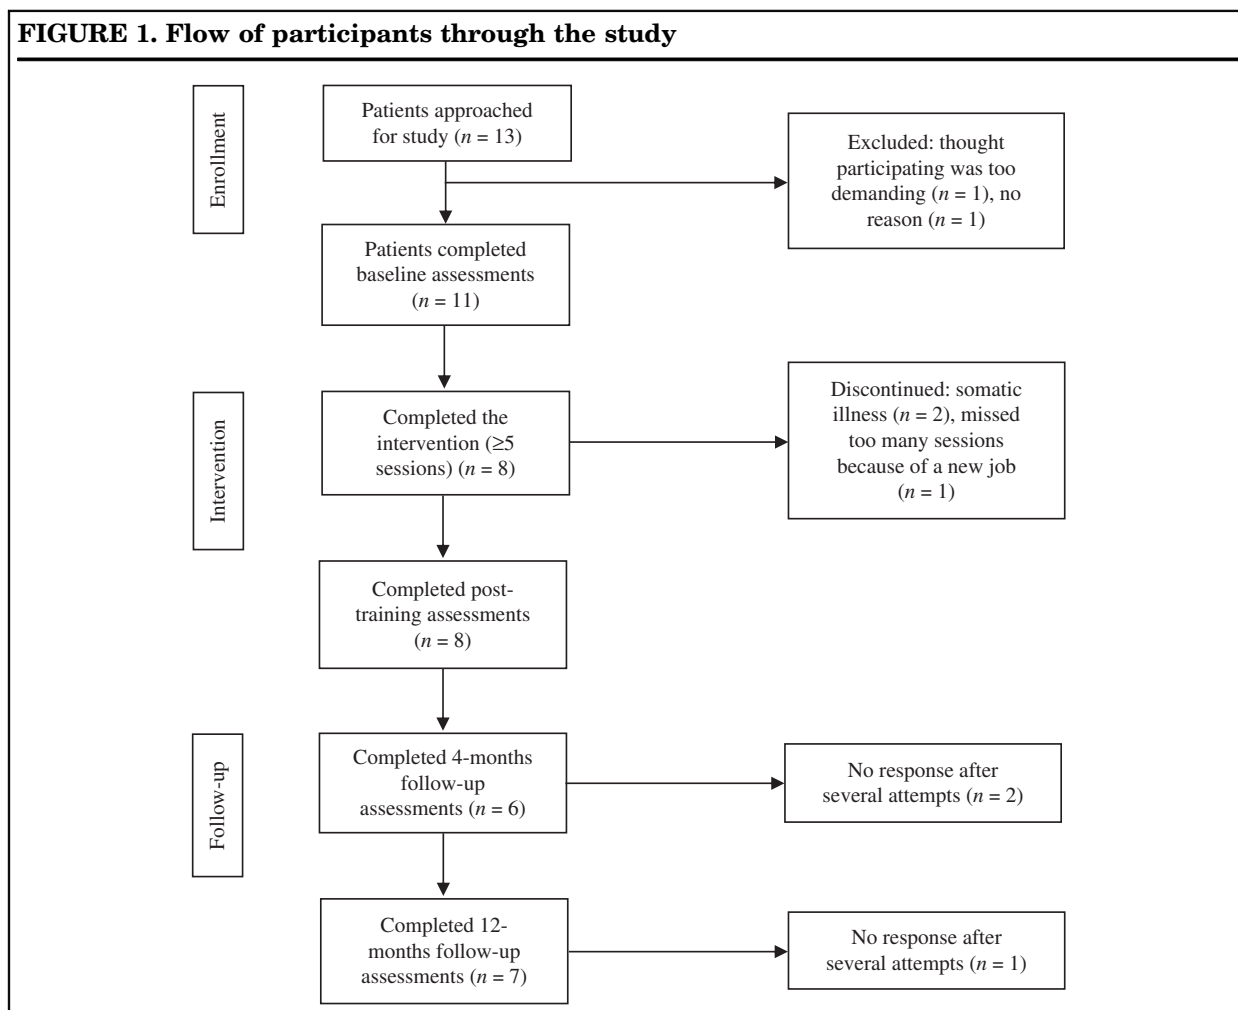 FIGURE 1. Flow of participants through the study
Enrollment
Patients approached
for study (n = 13)
Excluded: thought
participating was too
demanding (n = 1), no
reason (n = 1)
Patients completed
baseline assessments
(n = 11)
Intervention
Completed the
intervention (≥5
sessions) (n = 8)
Discontinued: somatic
illness (n = 2), missed
too many sessions
because of a new job
(n = 1)
Completed post-
training assessments
(n = 8)
Follow-up
Completed 4-months
follow-up
assessments (n = 6)
No response after
several attempts (n = 2)
Completed 12-
months follow-up
assessments (n = 7)
No response after
several attempts (n = 1)